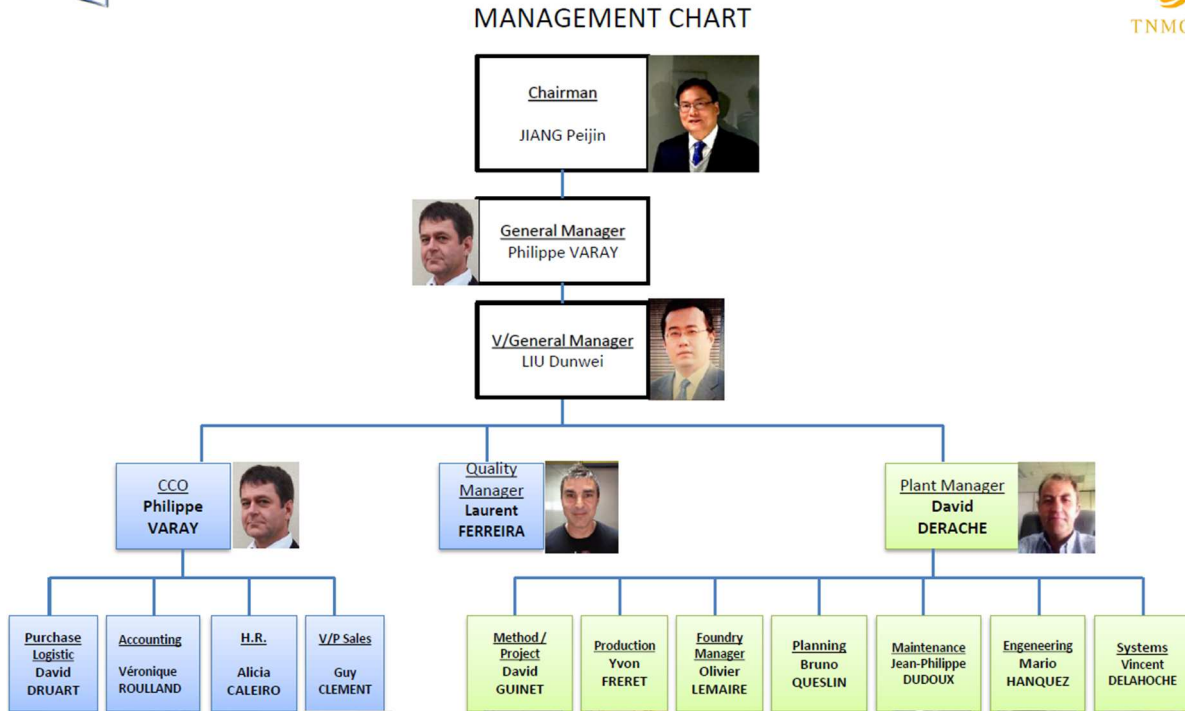 MANAGEMENT CHART
Chairman
JIANG Peijin
General Manager
Philippe VARAY
V/General Manager
LIU Dunwei
CCO
Philippe
VARAY
Quality
Manager
Laurent
FERREIRA
Plant Manager
David
DERACHE
Purchase
Logistic
David
DRUART
Accounting
Véronique
ROULLAND
H.R.
Alicia
CALEIRO
V/P Sales
Guy
CLEMENT
Method /
Project
David
GUINET
Production
Yvon
FRERET
Foundry
Manager
Olivier
LEMAIRE
Planning
Bruno
QUESLIN
Maintenance
Jean-Philippe
DUDOUX
Engeneering
Mario
HANQUEZ
Systems
Vincent
DELAHOCHE